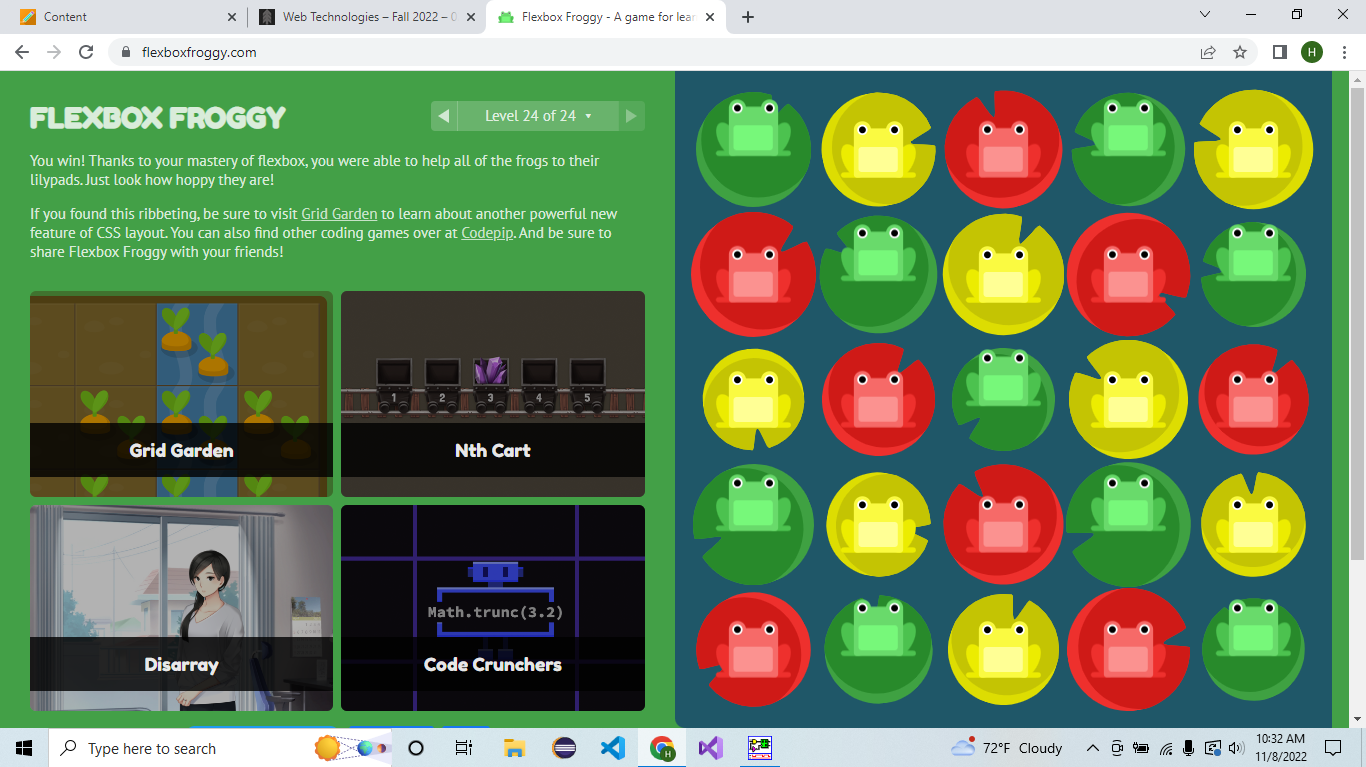 Content
Web Technologies – Fall 2022 – 0
Flexbox Froggy - A game for lear
flexboxfroggy.com
H
FLEXBOX FROGGY
Level 24 of 24
You win! Thanks to your mastery of flexbox, you were able to help all of the frogs to their
lilypads. Just look how hoppy they are!
If you found this ribbeting, be sure to visit Grid Garden to learn about another powerful new
feature of CSS layout. You can also find other coding games over at Codepip. And be sure to
share Flexbox Froggy with your friends!
Grid Garden
1 2 3 4 5
Nth Cart
Disarray
Math.trunc(3.2)
Code Crunchers
Type here to search
H
72°F Cloudy
10:32 AM
11/8/2022